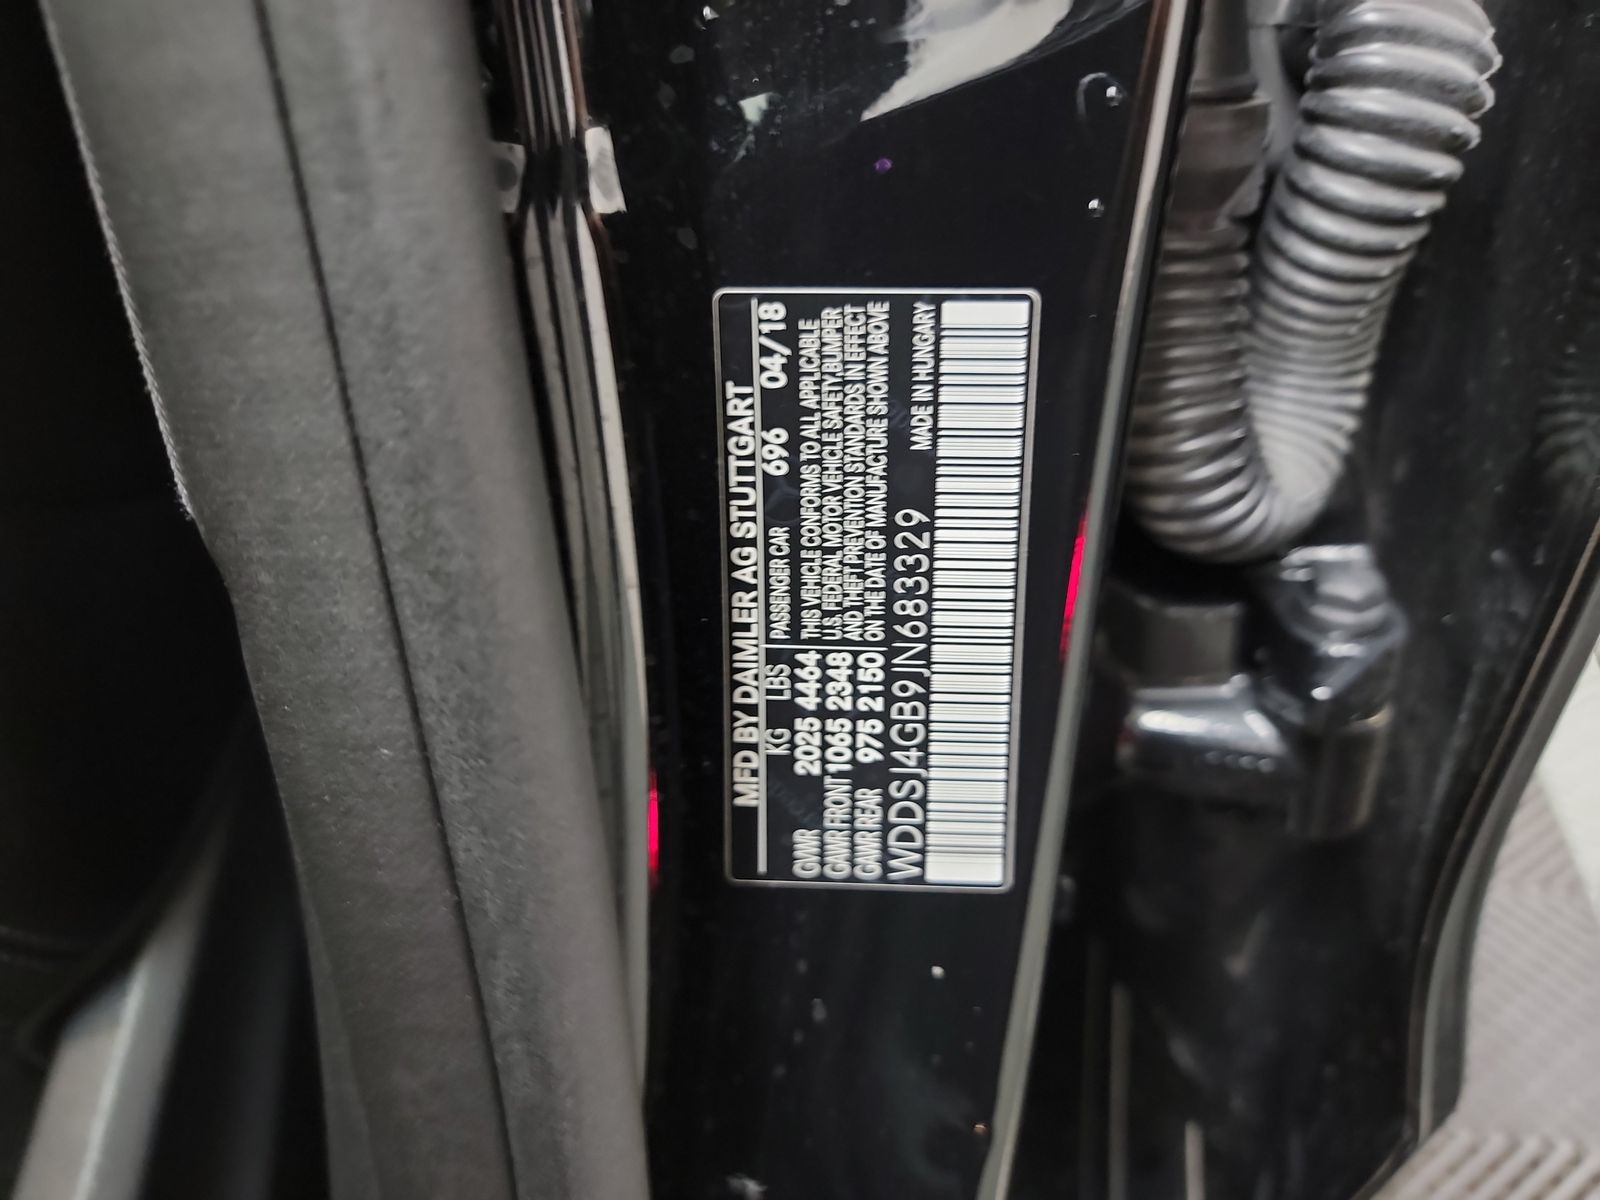 MFD BY DAIMLER AG STUTTGART
KG LBS PASSENGER CAR 696 04/18
GVWR 2025 4464 THIS VEHICLE CONFORMS TO ALL APPLICABLE
GAWR FRONT 1065 2348 U.S. FEDERAL MOTOR VEHICLE SAFETY, BUMPER
GAWR REAR 975 2150 AND THEFT PREVENTION STANDARDS IN EFFECT
ON THE DATE OF MANUFACTURE SHOWN ABOVE
WDDSJ4GB9JN683329 MADE IN HUNGARY